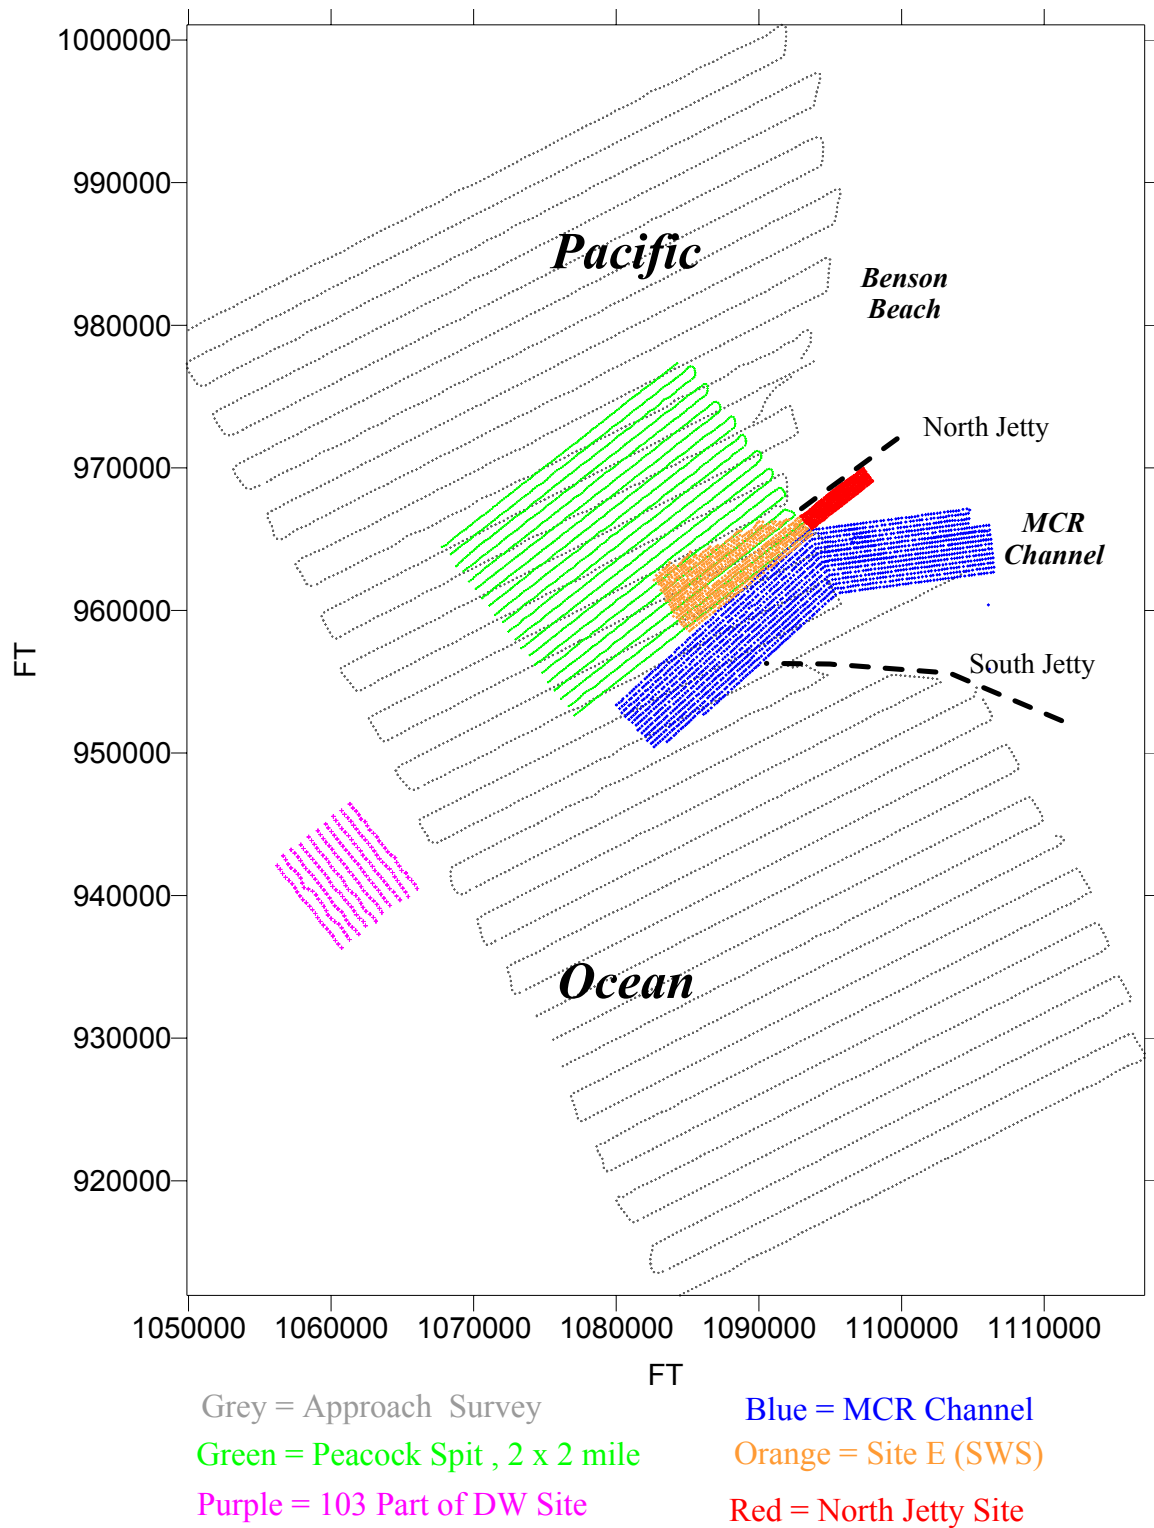 1000000
990000
980000
970000
960000
950000
940000
930000
920000
FT
Pacific
Benson
Beach
North Jetty
MCR
Channel
South Jetty
Ocean
1050000 1060000 1070000 1080000 1090000 1100000 1110000
FT
Grey = Approach Survey
Blue = MCR Channel
Green = Peacock Spit , 2 x 2 mile
Orange = Site E (SWS)
Purple = 103 Part of DW Site
Red = North Jetty Site